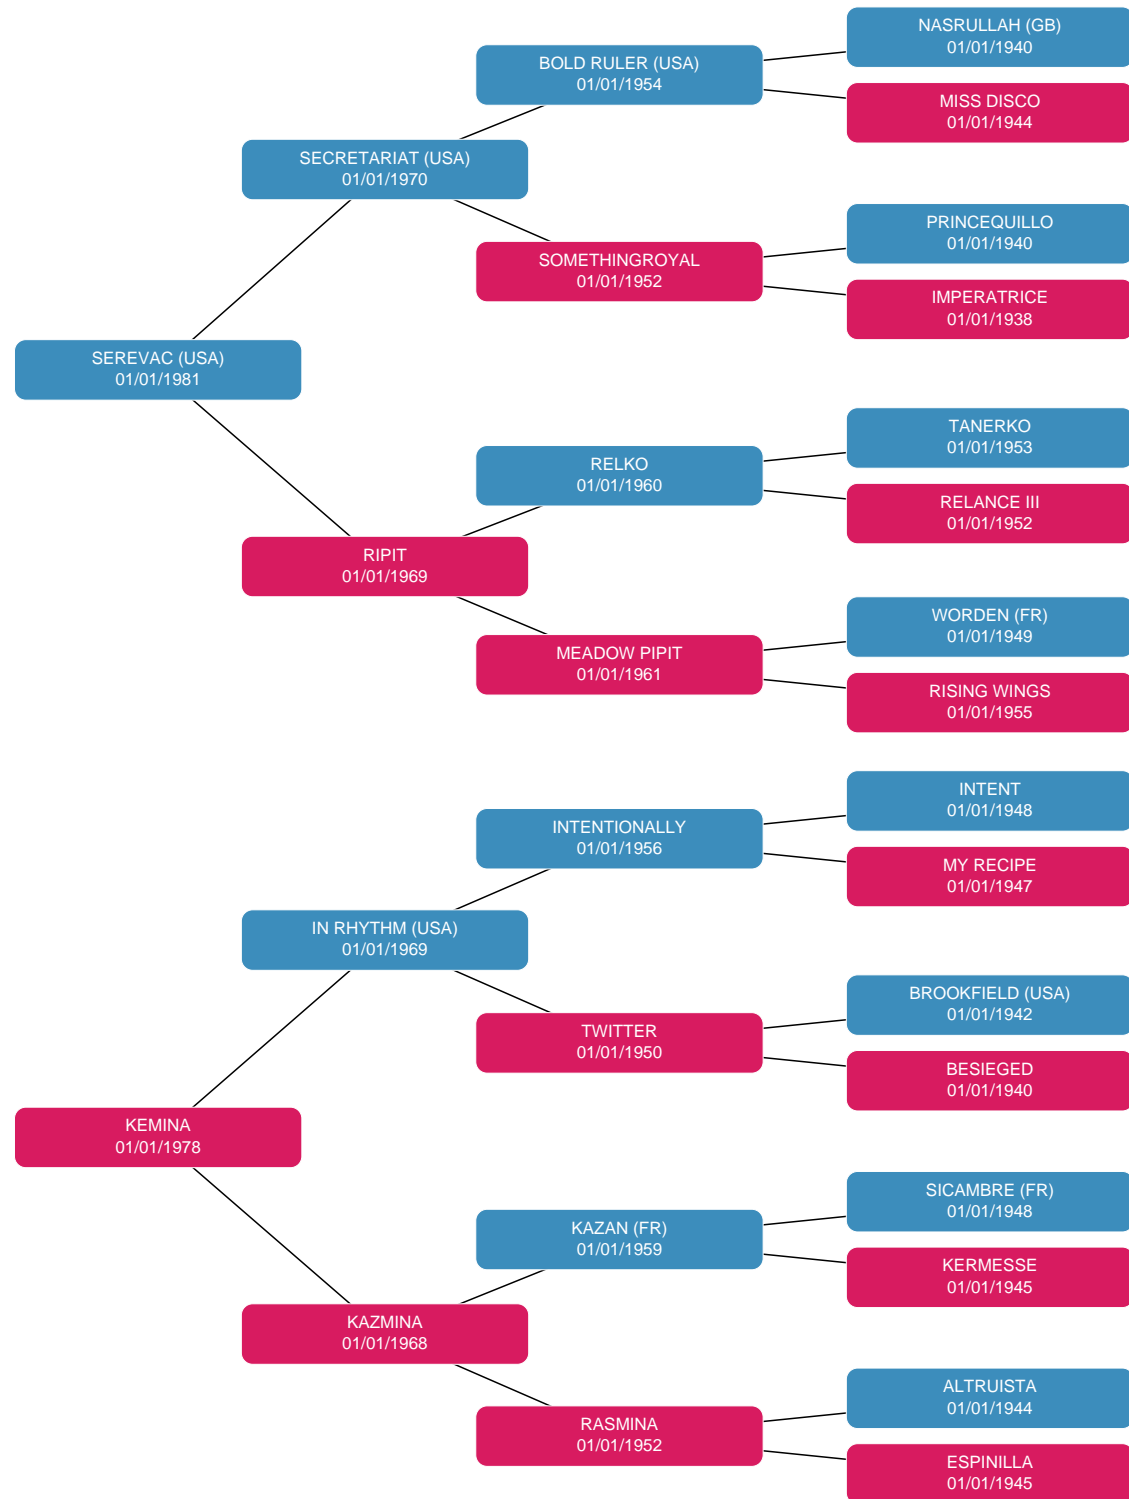 NASRULLAH (GB)
01/01/1940
BOLD RULER (USA)
01/01/1954
MISS DISCO
01/01/1944
SECRETARIAT (USA)
01/01/1970
PRINCEQUILLO
01/01/1940
SOMETHINGROYAL
01/01/1952
IMPERATRICE
01/01/1938
SEREVAC (USA)
01/01/1981
TANERKO
01/01/1953
RELKO
01/01/1960
RELANCE III
01/01/1952
RIPIT
01/01/1969
WORDEN (FR)
01/01/1949
MEADOW PIPIT
01/01/1961
RISING WINGS
01/01/1955
INTENT
01/01/1948
INTENTIONALLY
01/01/1956
MY RECIPE
01/01/1947
IN RHYTHM (USA)
01/01/1969
BROOKFIELD (USA)
01/01/1942
TWITTER
01/01/1950
BESIEGED
01/01/1940
KEMINA
01/01/1978
SICAMBRE (FR)
01/01/1948
KAZAN (FR)
01/01/1959
KERMESSE
01/01/1945
KAZMINA
01/01/1968
ALTRUISTA
01/01/1944
RASMINA
01/01/1952
ESPINILLA
01/01/1945